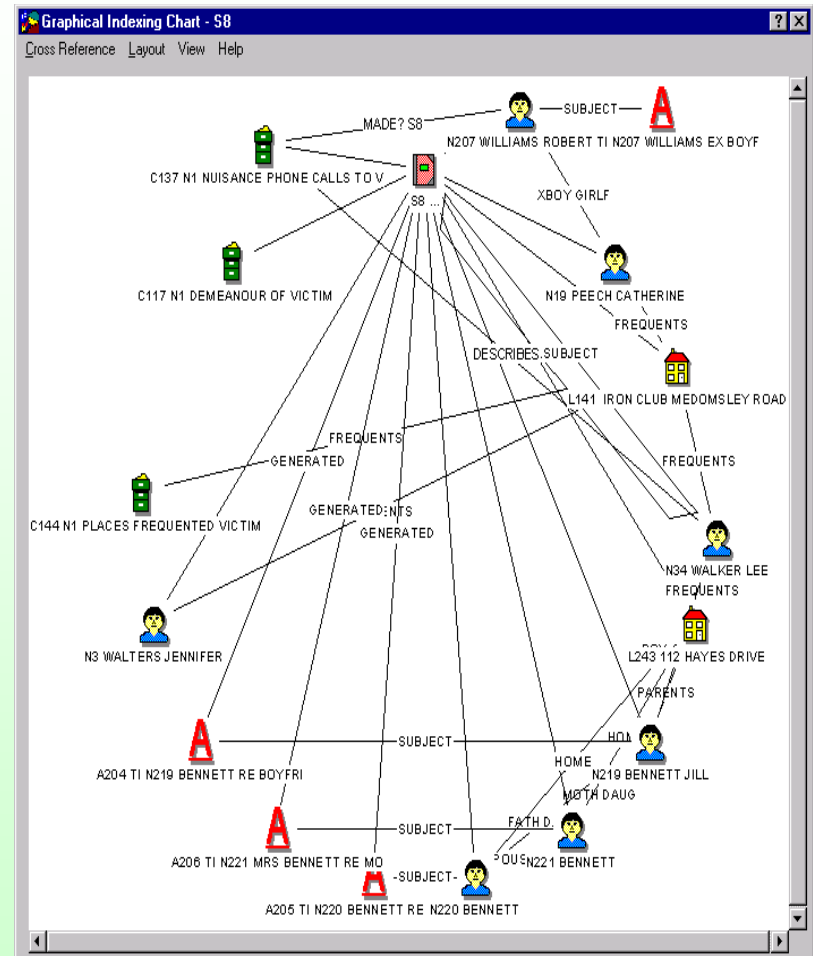 Graphical Indexing Chart - S8
Cross Reference Layout View Help
SUBJECT
MADE? S8
N207 WILLIAMS ROBERT TI N207 WILLIAMS EX BOYF
C137 N1 NUISANCE PHONE CALLS TO V
XBOY GIRLF
S8 ...
C117 N1 DEMEANOUR OF VICTIM
N19 PEECH CATHERINE
FREQUENTS
DESCRIBES.SUBJECT
L141 IRON CLUB MEDOMSLEY ROAD
FREQUENTS
GENERATED
FREQUENTS
GENERATED
GENERATED
C144 N1 PLACES FREQUENTED VICTIM
N34 WALKER LEE
FREQUENTS
N3 WALTERS JENNIFER
L243 112 HAYES DRIVE
PARENTS
SUBJECT
HOME
A204 TI N219 BENNETT RE BOYFRI
N219 BENNETT JILL
MOTH DAUG
SUBJECT
FATH D.
A206 TI N221 MRS BENNETT RE MO
N221 BENNETT
-SUBJECT-
A205 TI N220 BENNETT RE N220 BENNETT